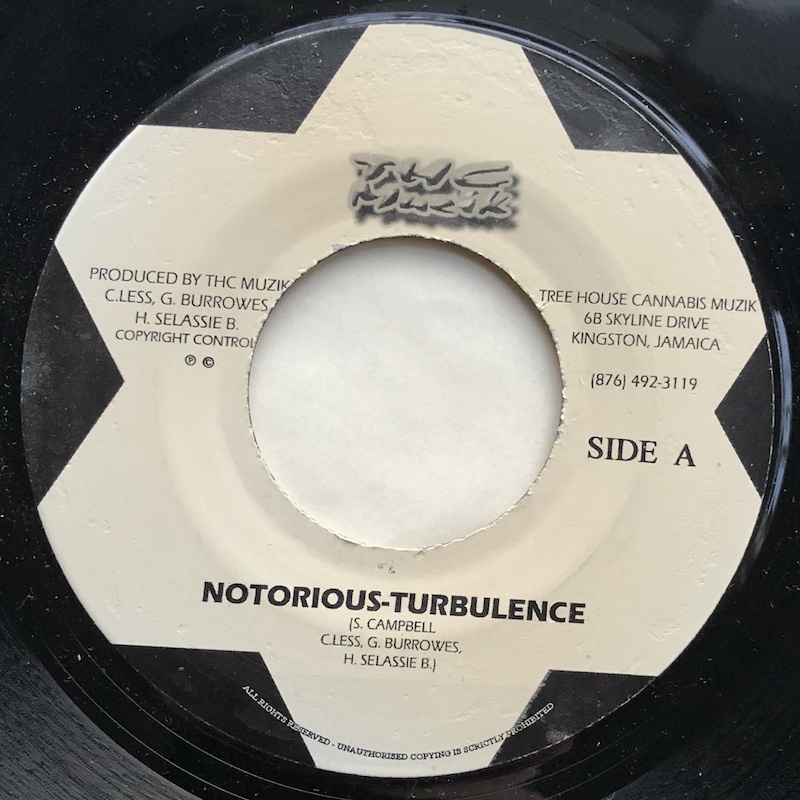 THC
Muzik
PRODUCED BY THC MUZIK
C.LESS, G. BURROWES
H. SELASSIE B.
COPYRIGHT CONTROL
℗ ©
TREE HOUSE CANNABIS MUZIK
6B SKYLINE DRIVE
KINGSTON, JAMAICA
(876) 492-3119
SIDE A
NOTORIOUS-TURBULENCE
(S. CAMPBELL
C.LESS, G. BURROWES,
H. SELASSIE B.)
ALL RIGHTS RESERVED - UNAUTHORISED COPYING IS SCRICTLY PROHIBITED